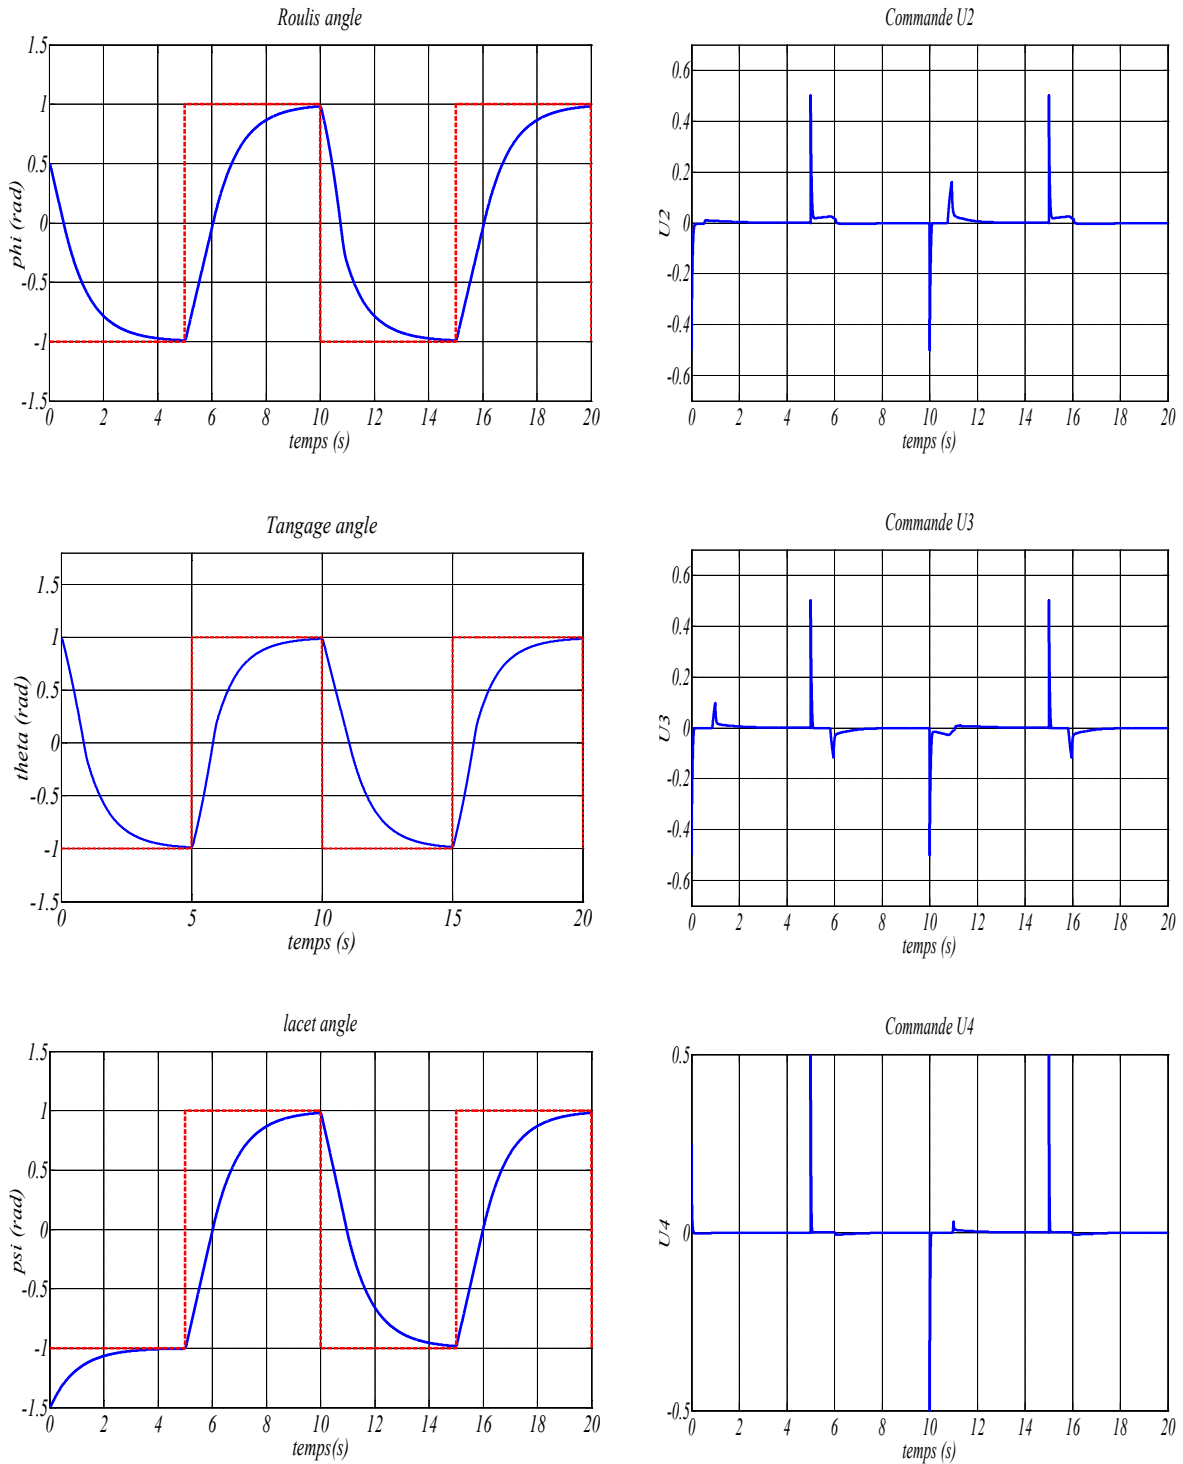 Roulis angle
1.5
1
0.5
0
-0.5
-1
-1.5
phi (rad)
0 2 4 6 8 10 12 14 16 18 20
temps (s)
Commande U2
0.6
0.4
0.2
0
-0.2
-0.4
-0.6
U2
0 2 4 6 8 10 12 14 16 18 20
temps (s)
Tangage angle
1.5
1
0.5
0
-0.5
-1
-1.5
theta (rad)
0 5 10 15 20
temps (s)
Commande U3
0.6
0.4
0.2
0
-0.2
-0.4
-0.6
U3
0 2 4 6 8 10 12 14 16 18 20
temps (s)
lacet angle
1.5
1
0.5
0
-0.5
-1
-1.5
psi (rad)
0 2 4 6 8 10 12 14 16 18 20
temps(s)
Commande U4
0.5
0
-0.5
U4
0 2 4 6 8 10 12 14 16 18 20
temps (s)